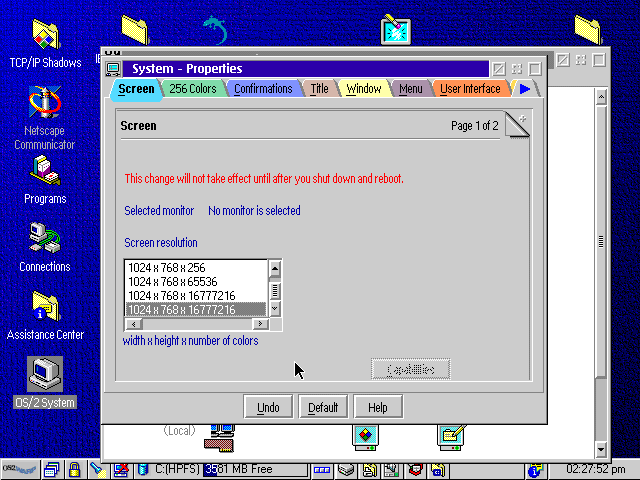 TCP/IP Shadows
System - Properties
Screen
256 Colors
Confirmations
Title
Window
Menu
User Interface
Screen
Page 1 of 2
Netscape
Communicator
This change will not take effect until after you shut down and reboot.
Programs
Selected monitor No monitor is selected
Screen resolution
Connections
1024 x 768 x 256
1024 x 768 x 65536
1024 x 768 x 16777216
1024 x 768 x 16777216
Assistance Center
width x height x number of colors
Capabilities
OS/2 System
Undo
Default
Help
(Local)
OS2
C:(HPFS) 3581 MB Free
02:27:52 pm